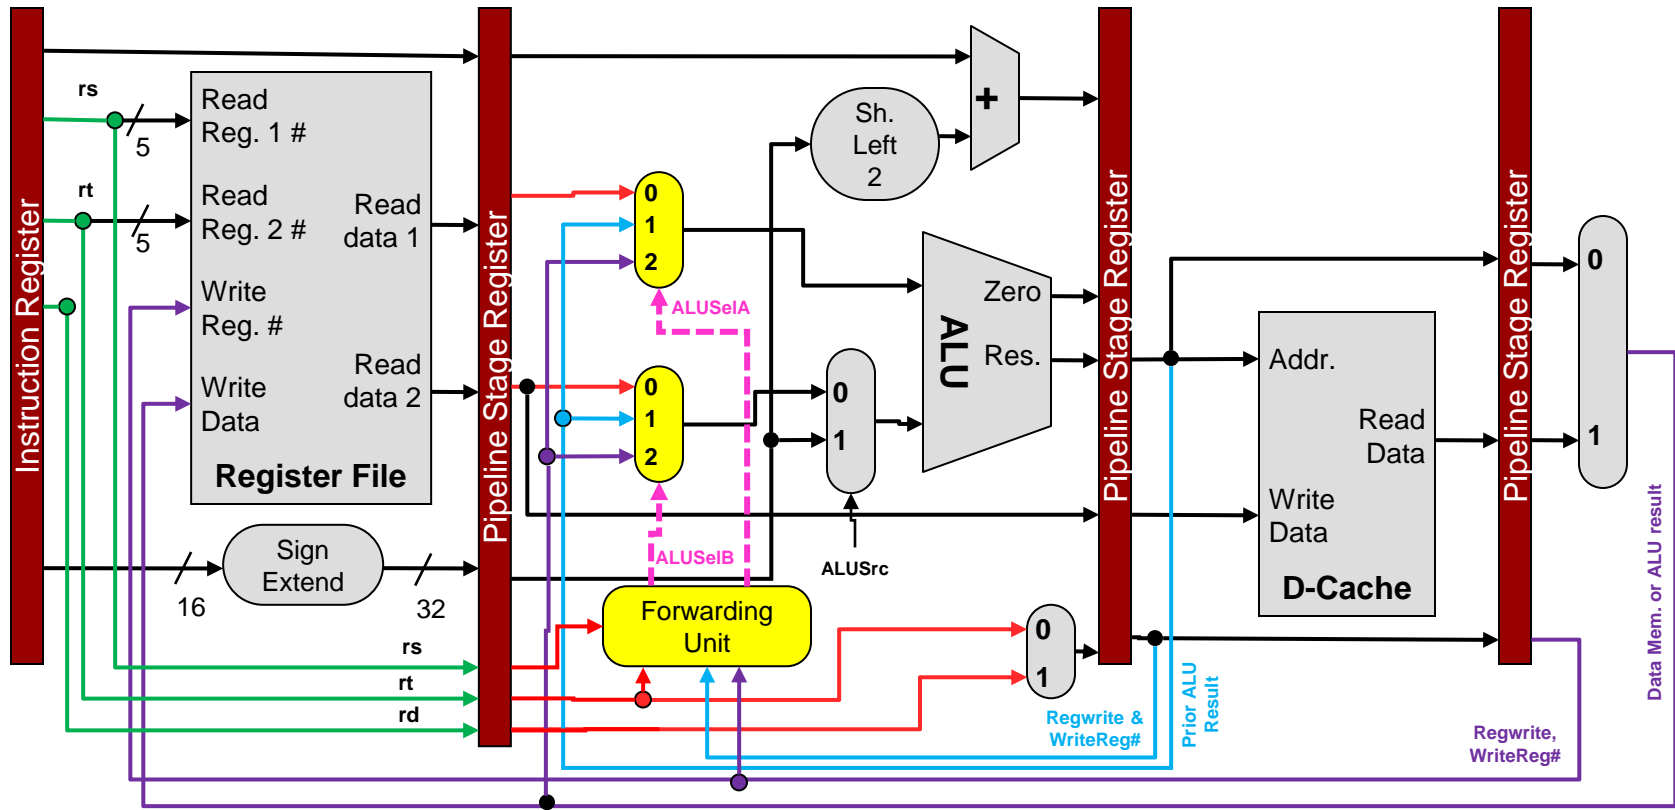 Instruction Register
rs
5
rt
5
Read
Reg. 1 #
Read
Reg. 2 #
Write
Reg. #
Write
Data
Read
data 1
Read
data 2
Register File
Sign
Extend
16
32
rs
rt
rd
Pipeline Stage Register
0
1
2
ALUSelA
0
1
2
ALUSelB
Forwarding
Unit
Sh.
Left
2
+
0
1
ALUSrc
ALU
Zero
Res.
0
1
Regwrite &
WriteReg#
Prior ALU
Result
Pipeline Stage Register
Addr.
Read
Data
Write
Data
D-Cache
Pipeline Stage Register
0
1
Regwrite,
WriteReg#
Data Mem. or ALU result